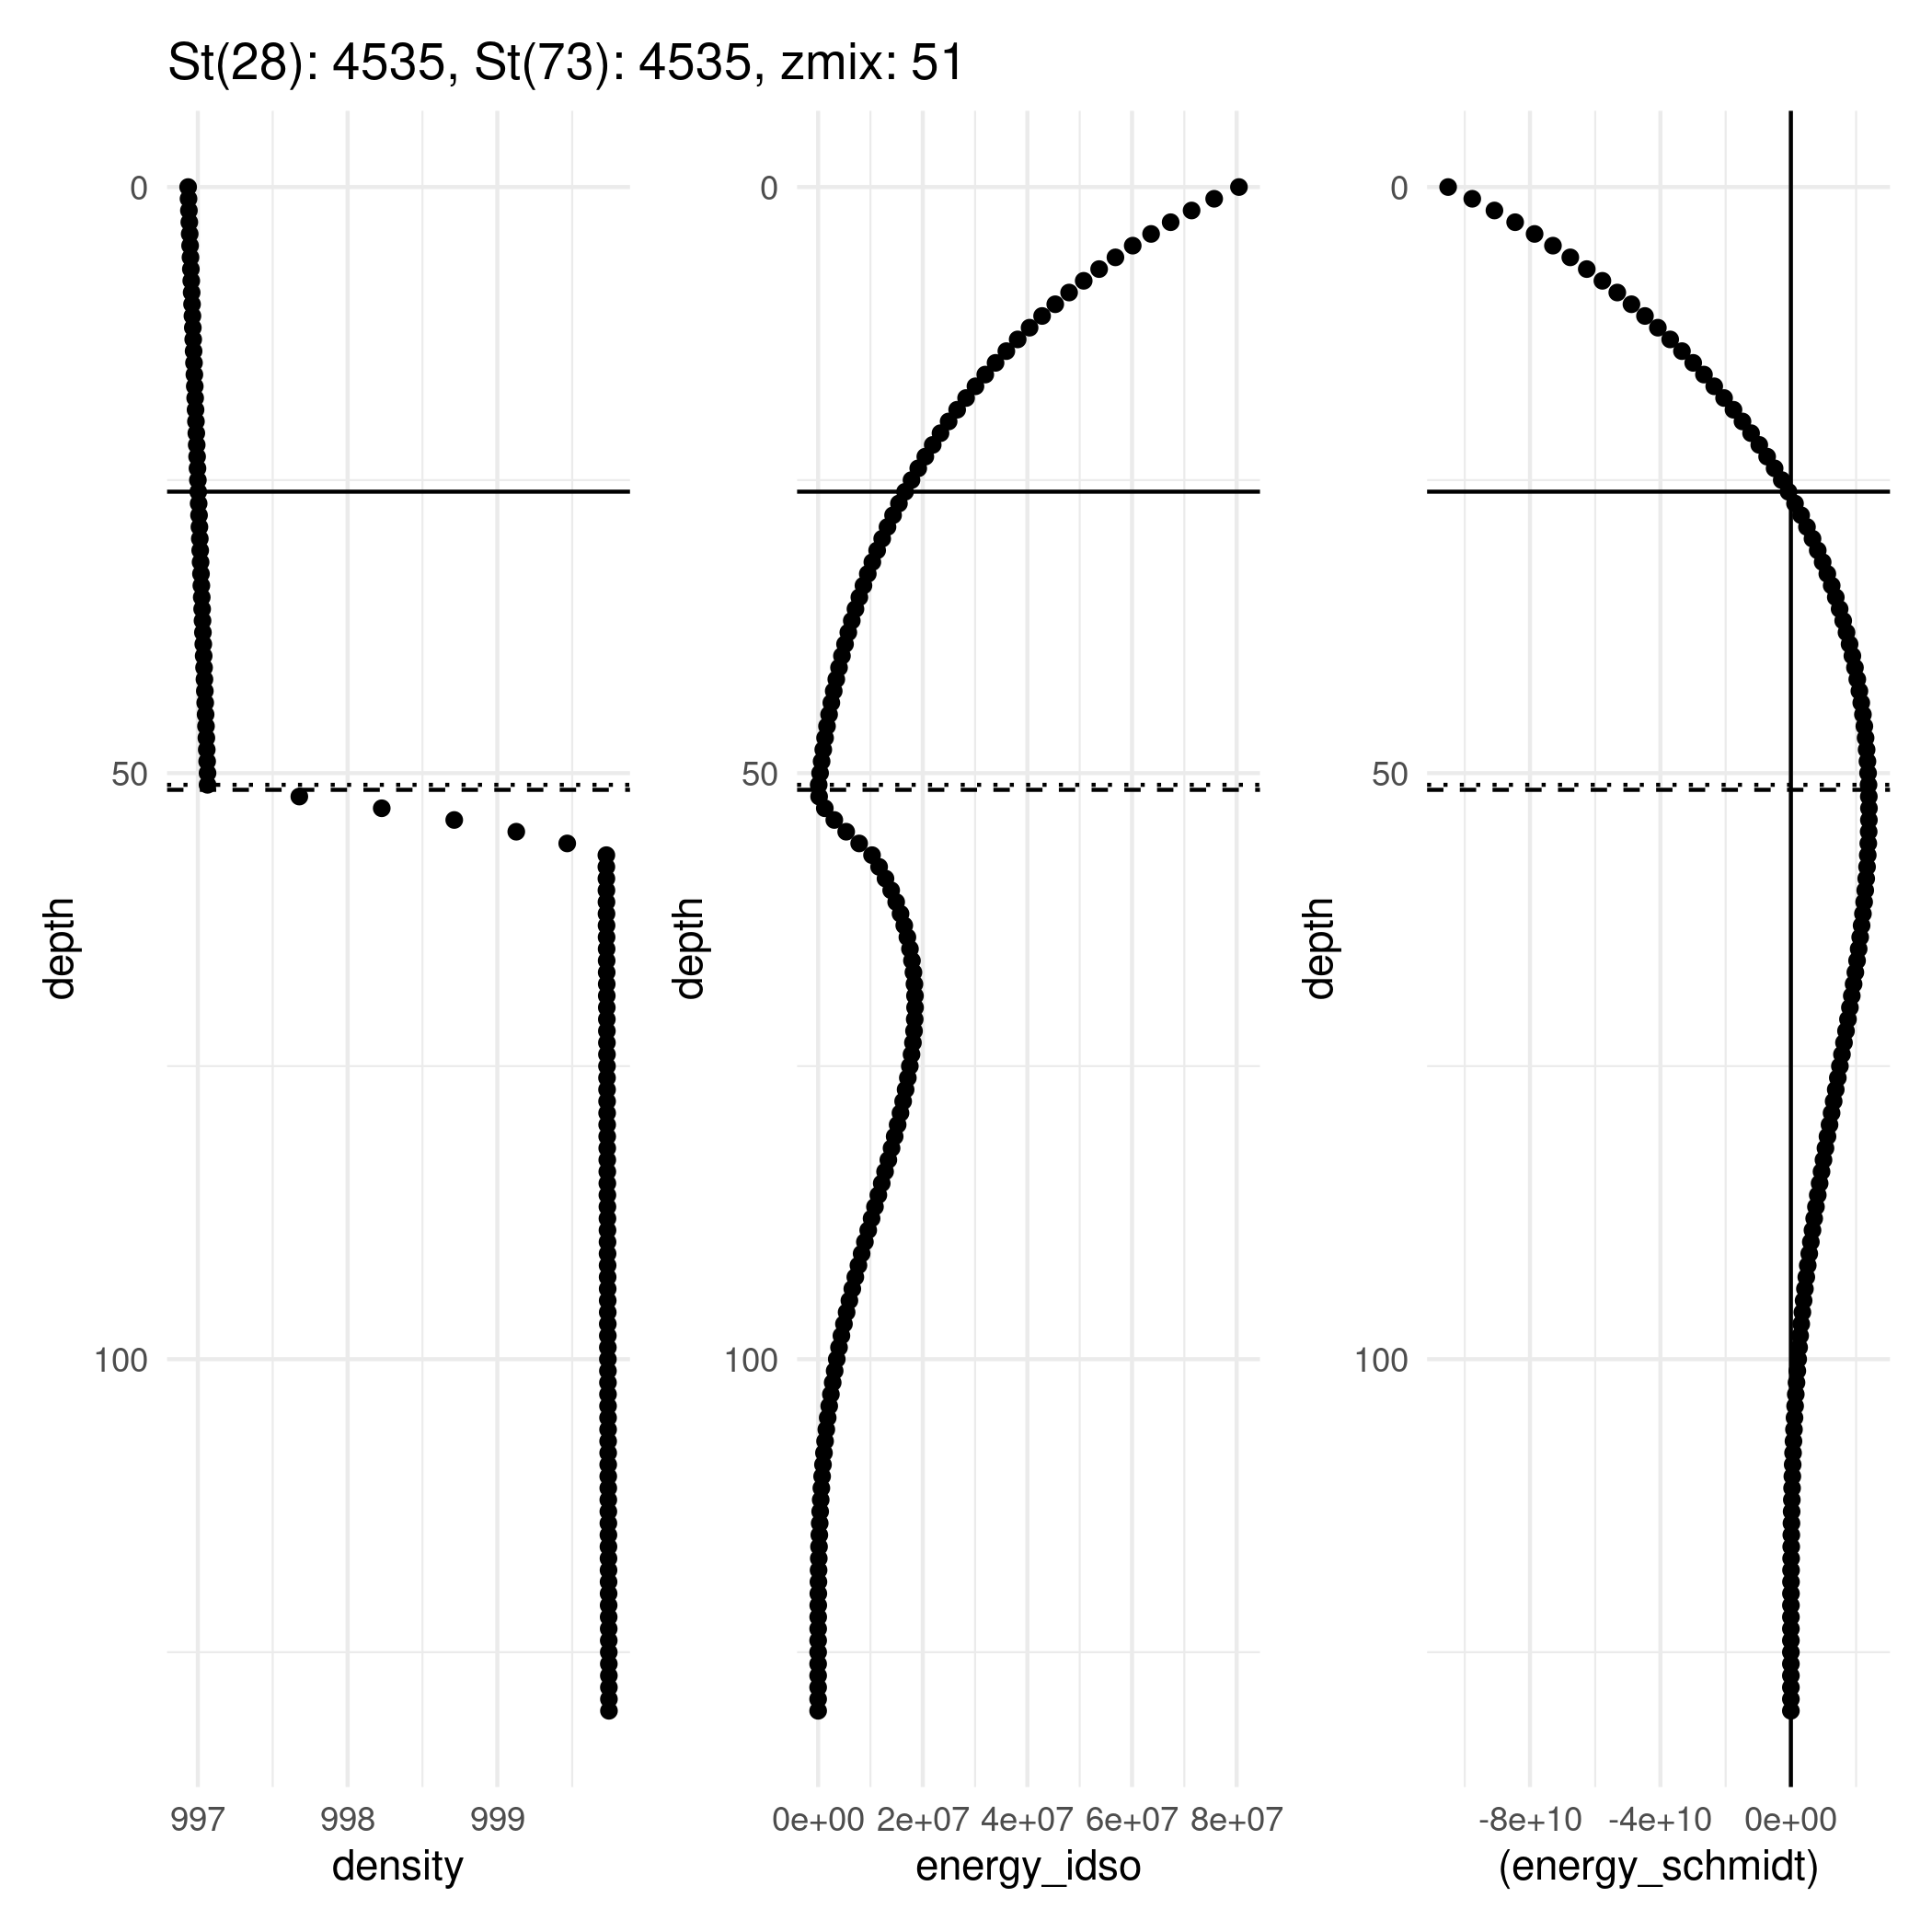 St(28): 4535, St(73): 4535, zmix: 51
0
50
100
depth
997 998 999
density
0
50
100
depth
0e+00 2e+07 4e+07 6e+07 8e+07
energy_idso
0
50
100
depth
-8e+10 -4e+10 0e+00
(energy_schmidt)